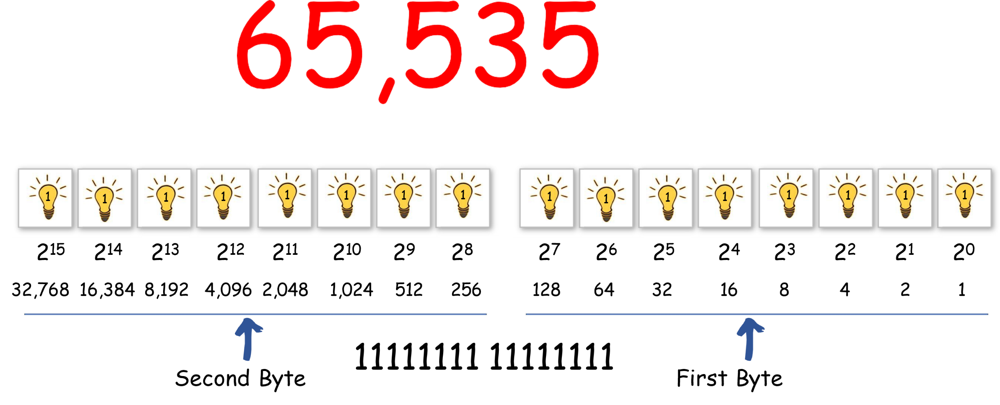 65,535
1 1 1 1 1 1 1 1 1 1 1 1 1 1 1 1
2¹⁵ 2¹⁴ 2¹³ 2¹² 2¹¹ 2¹⁰ 2⁹ 2⁸ 2⁷ 2⁶ 2⁵ 2⁴ 2³ 2² 2¹ 2⁰
32,768 16,384 8,192 4,096 2,048 1,024 512 256 128 64 32 16 8 4 2 1
11111111 11111111
Second Byte First Byte